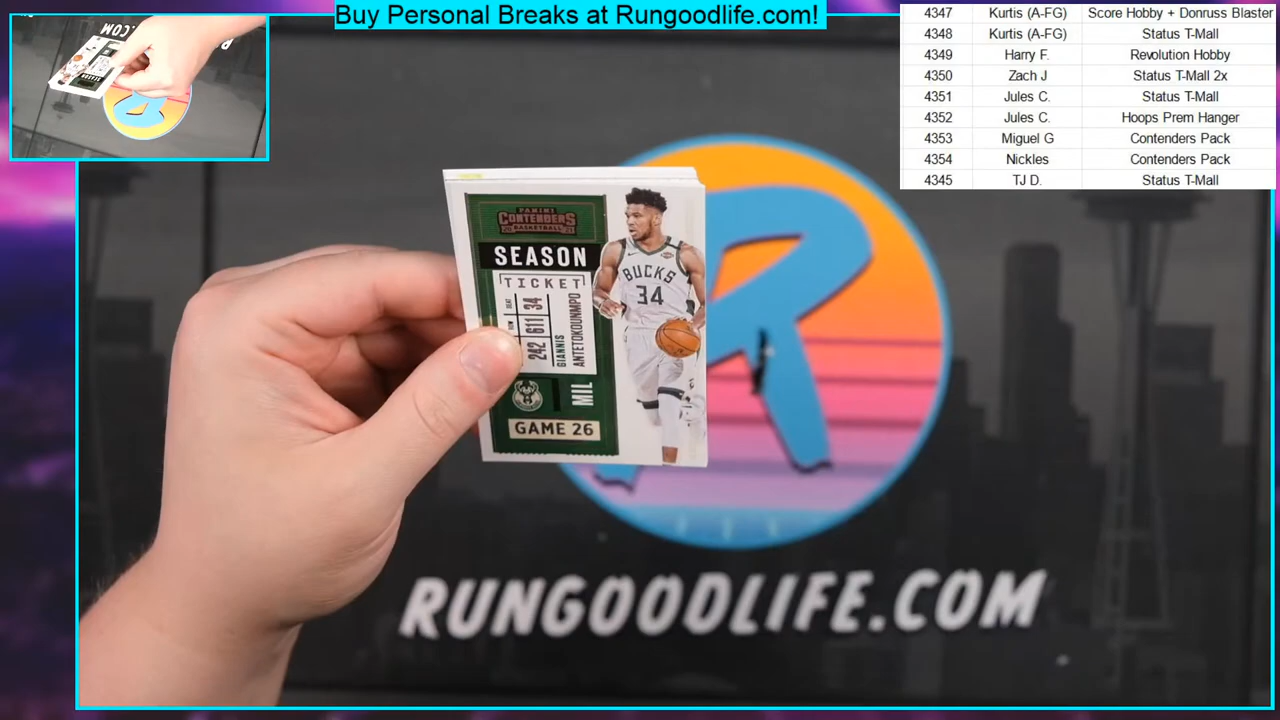 Buy Personal Breaks at Rungoodlife.com!
4347 Kurtis (A-FG) Score Hobby + Donruss Blaster
4348 Kurtis (A-FG) Status T-Mall
4349 Harry F. Revolution Hobby
4350 Zach J Status T-Mall 2x
4351 Jules C. Status T-Mall
4352 Jules C. Hoops Prem Hanger
4353 Miguel G Contenders Pack
4354 Nickles Contenders Pack
4345 TJ D. Status T-Mall
PANINI
CONTENDERS
BASKETBALL
SEASON
TICKET
SEAT 34
611
242
GIANNIS
ANTETOKOUNMPO
MIL
GAME 26
BUCKS
34
R
RUNGOODLIFE.COM